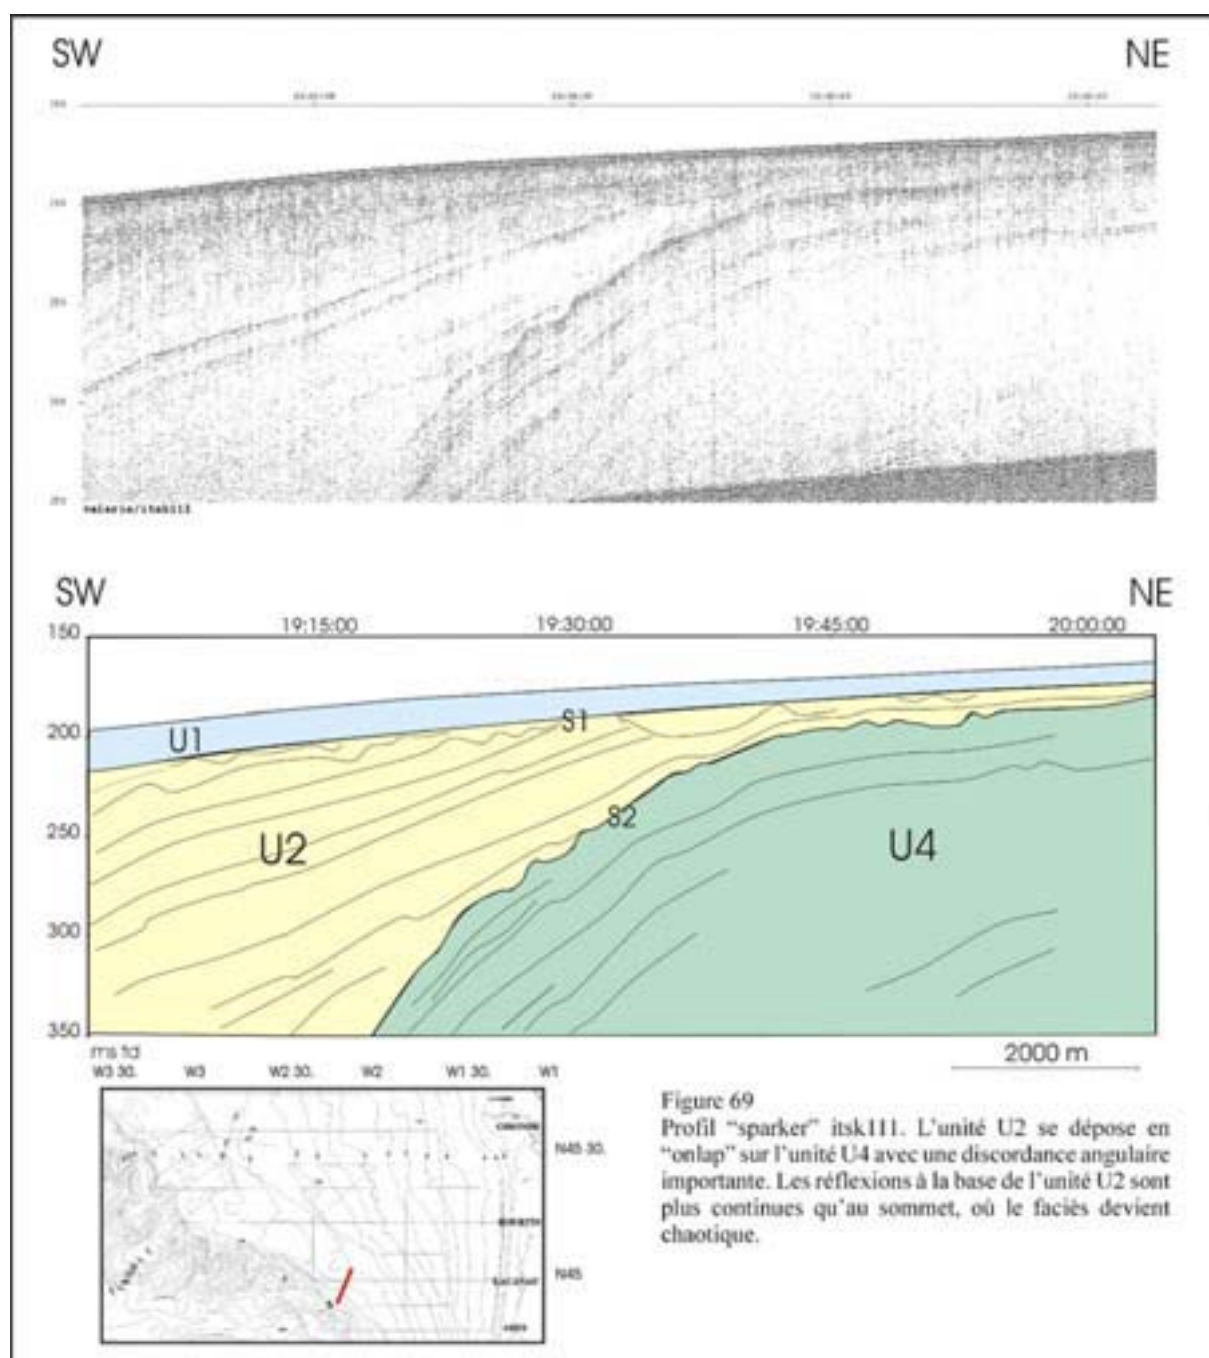 SW NE
SW NE
19:15:00 19:30:00 19:45:00 20:00:00
150
S1
U1
200
S2
250
U2 U4
300
350
ms td 2000 m
W3 30. W3 W2 30. W2 W1 30. W1
N45 30.
N45
Figure 69
Profil “sparker” itsk111. L’unité U2 se dépose en
“onlap” sur l’unité U4 avec une discordance angulaire
importante. Les réflexions à la base de l’unité U2 sont
plus continues qu’au sommet, où le faciès devient
chaotique.